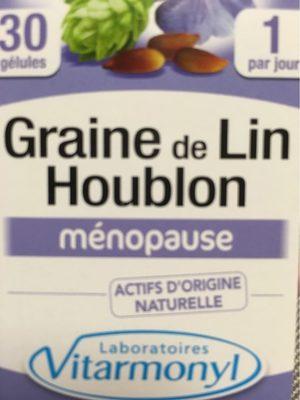 30
gélules
1
par jour
Graine de Lin
Houblon
ménopause
ACTIFS D'ORIGINE
NATURELLE
Laboratoires
Vitarmonyl